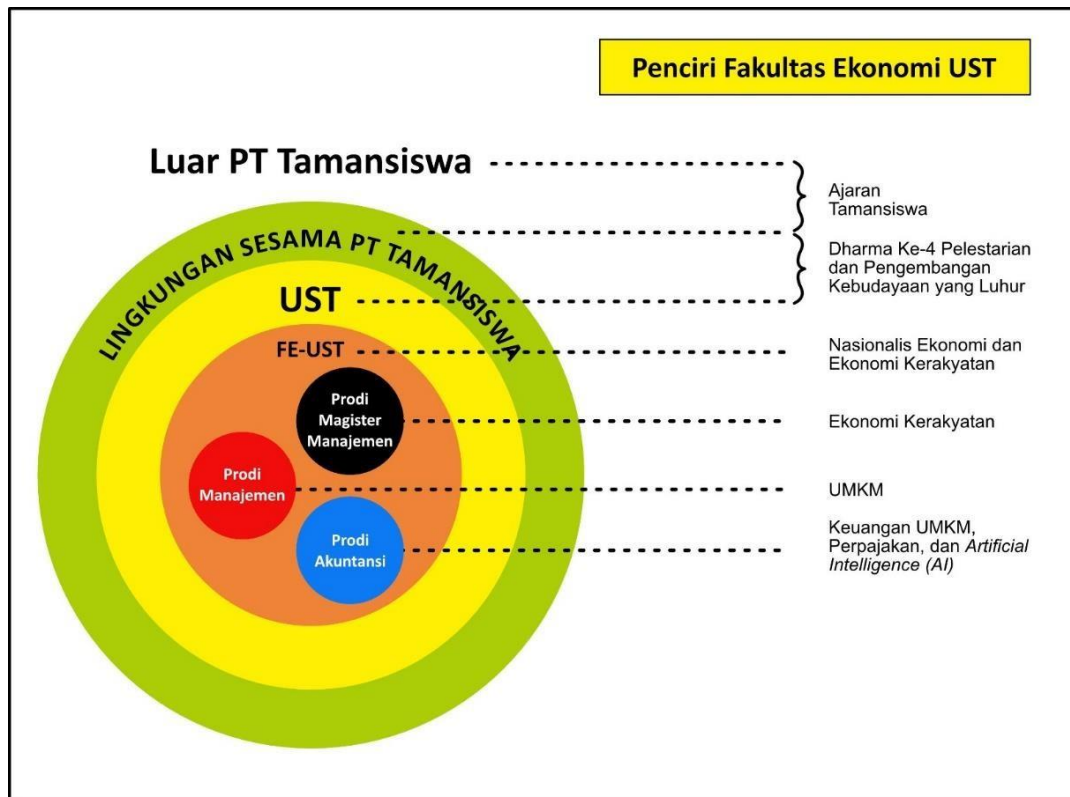 Penciri Fakultas Ekonomi UST
Luar PT Tamansiswa
Ajaran
Tamansiswa
LINGKUNGAN SESAMA PT TAMANSISWA
Dharma Ke-4 Pelestarian
dan Pengembangan
Kebudayaan yang Luhur
UST
FE-UST
Nasionalis Ekonomi dan
Ekonomi Kerakyatan
Prodi
Magister
Manajemen
Ekonomi Kerakyatan
Prodi
Manajemen
UMKM
Prodi
Akuntansi
Keuangan UMKM,
Perpajakan, dan Artificial
Intelligence (AI)